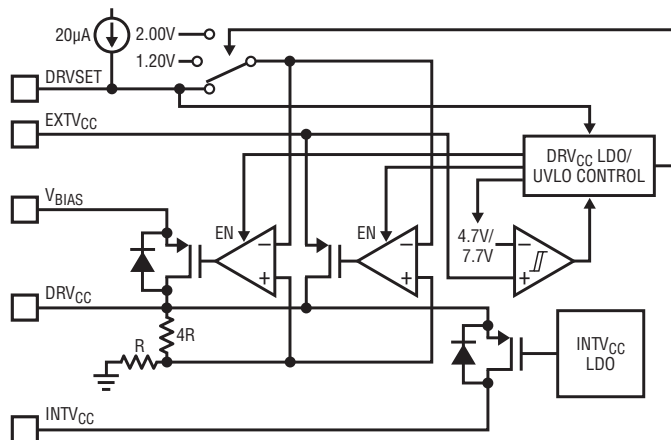 20µA
2.00V
1.20V
DRVSET
EXTVCC
DRVCC LDO/
UVLO CONTROL
VBIAS
EN
EN
4.7V/
7.7V
–
+
–
+
–
+
DRVCC
4R
R
INTVCC
LDO
INTVCC